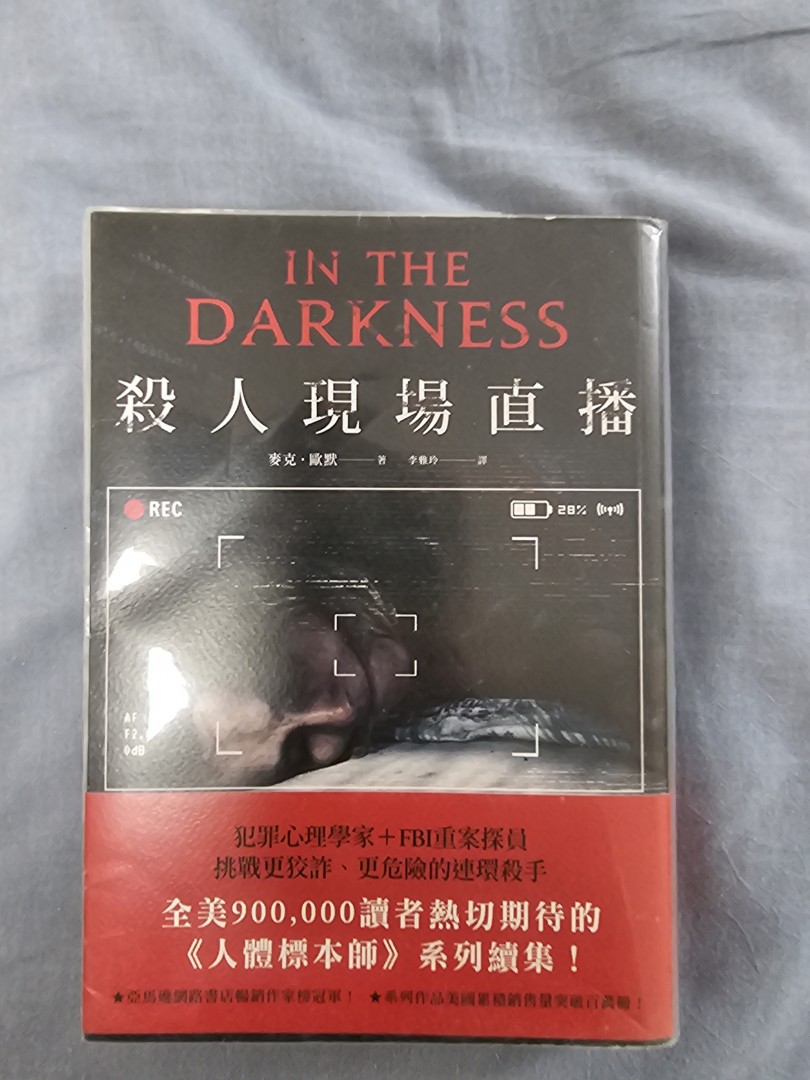 IN THE
DARKNESS
殺人現場直播
麥克·歐默——著 李雅玲——譯
REC 28%
AF
F2.
0dB
犯罪心理學家＋FBI重案探員
挑戰更狡詐、更危險的連環殺手
全美900,000讀者熱切期待的
《人體標本師》系列續集！
★亞馬遜網路書店暢銷作家榜冠軍！ ★系列作品美國累積銷售量突破百萬冊！